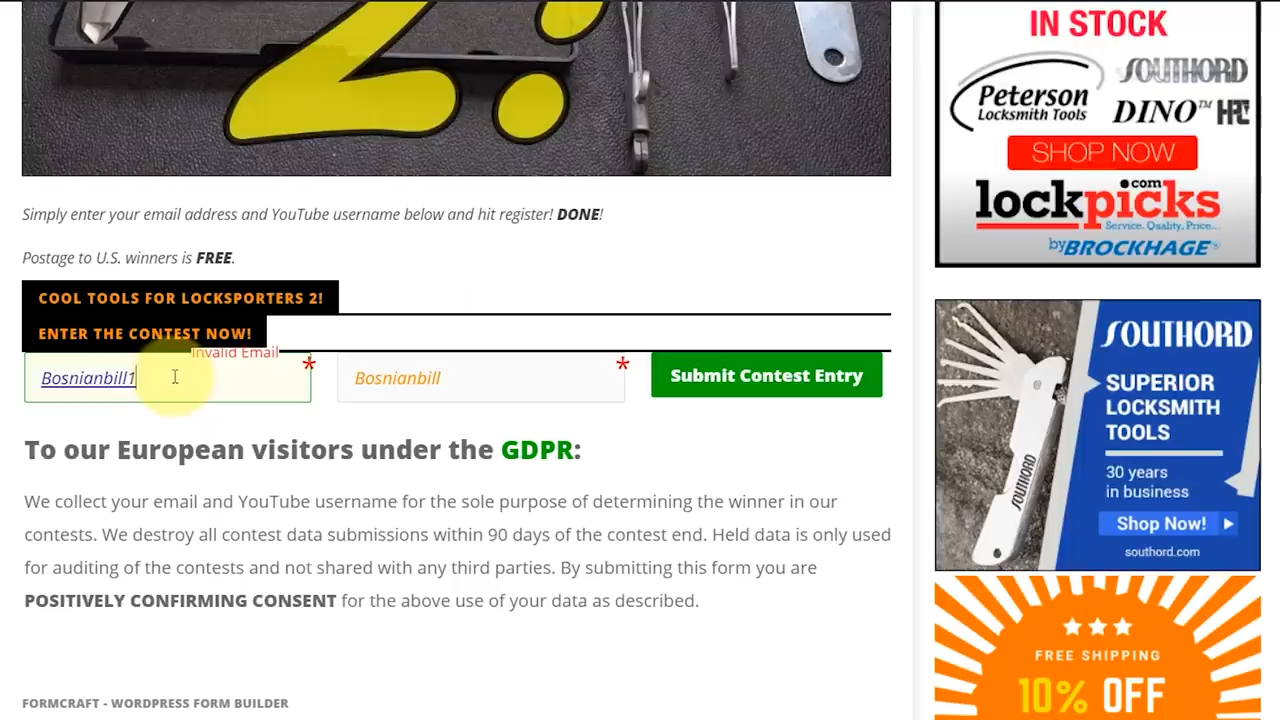 2:
Simply enter your email address and YouTube username below and hit register! DONE!
Postage to U.S. winners is FREE.
COOL TOOLS FOR LOCKSPORTERS 2!
ENTER THE CONTEST NOW!
Invalid Email
*
*
Bosnianbill1
Bosnianbill
Submit Contest Entry
To our European visitors under the GDPR:
We collect your email and YouTube username for the sole purpose of determining the winner in our
contests. We destroy all contest data submissions within 90 days of the contest end. Held data is only used
for auditing of the contests and not shared with any third parties. By submitting this form you are
POSITIVELY CONFIRMING CONSENT for the above use of your data as described.
FORMCRAFT - WORDPRESS FORM BUILDER
IN STOCK
Peterson
Locksmith Tools
SOUTHORD
DINO™ HPC
SHOP NOW
lockpicks.com
Service, Quality, Price...
by BROCKHAGE®
SOUTHORD
SUPERIOR
LOCKSMITH
TOOLS
30 years
in business
Shop Now!
southord.com
SOUTHORD
FREE SHIPPING
10% OFF